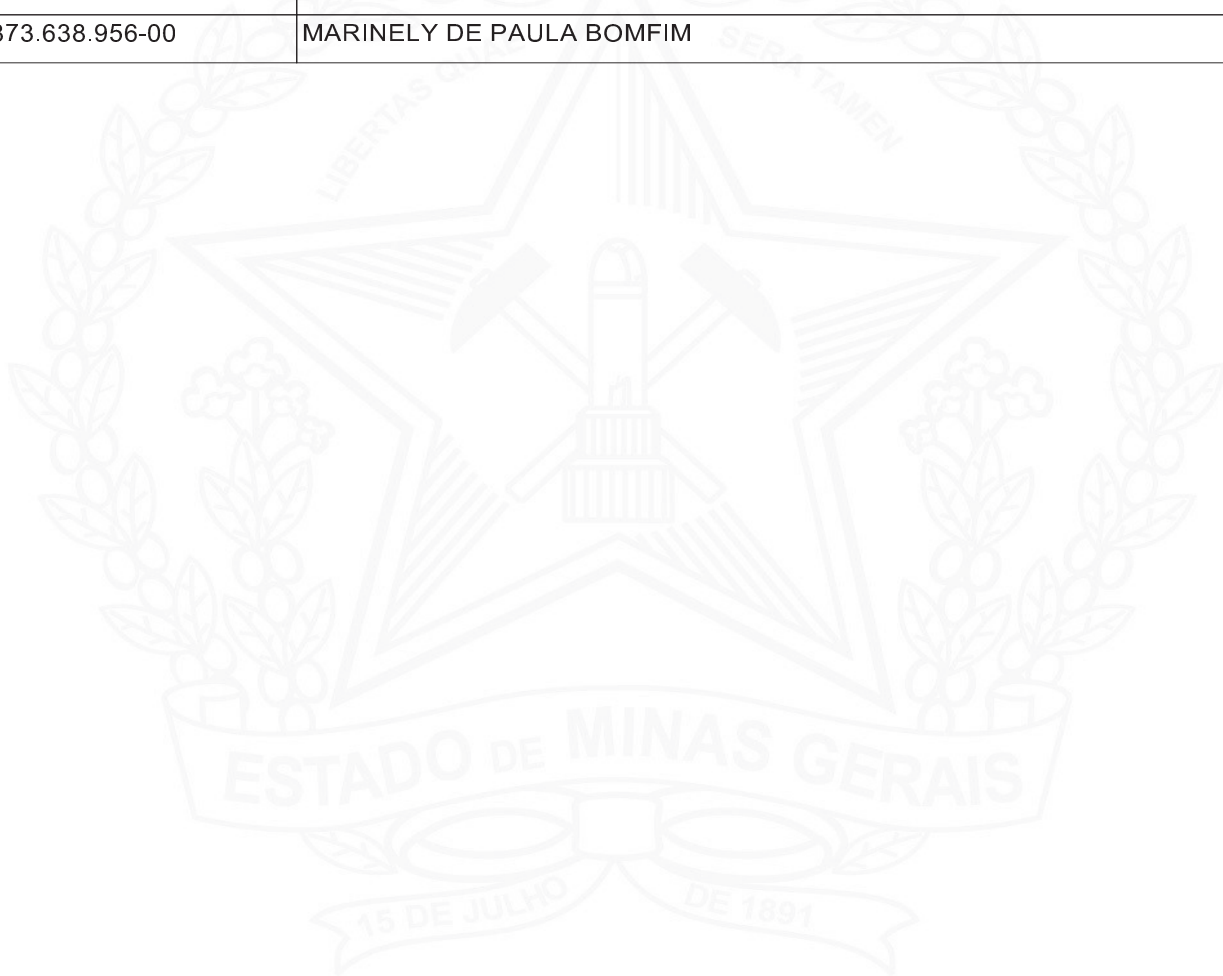 373.638.956-00 MARINELY DE PAULA BOMFIM
LIBERTAS QUAE SERA TAMEN
ESTADO DE MINAS GERAIS
15 DE JULHO DE 1891